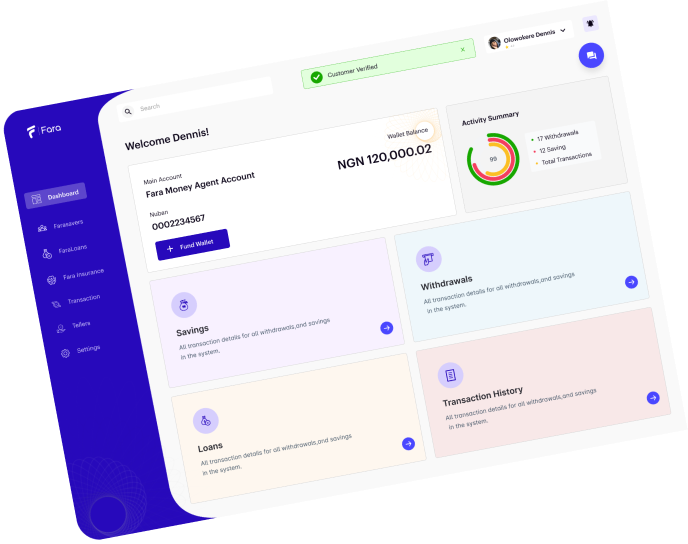 Fara
Dashboard
Farasavers
FaraLoans
Fara Insurance
Transaction
Tellers
Settings
Search
Customer Verified
x
Olowokere Dennis
Welcome Dennis!
Main Account
Fara Money Agent Account
Nuban
0002234567
Fund Wallet
Wallet Balance
NGN 120,000.02
Activity Summary
99
17 Withdrawals
12 Saving
Total Transactions
Savings
All transaction details for all withdrawals,and savings
in the system.
Withdrawals
All transaction details for all withdrawals,and savings
in the system.
Loans
All transaction details for all withdrawals,and savings
in the system.
Transaction History
All transaction details for all withdrawals,and savings
in the system.